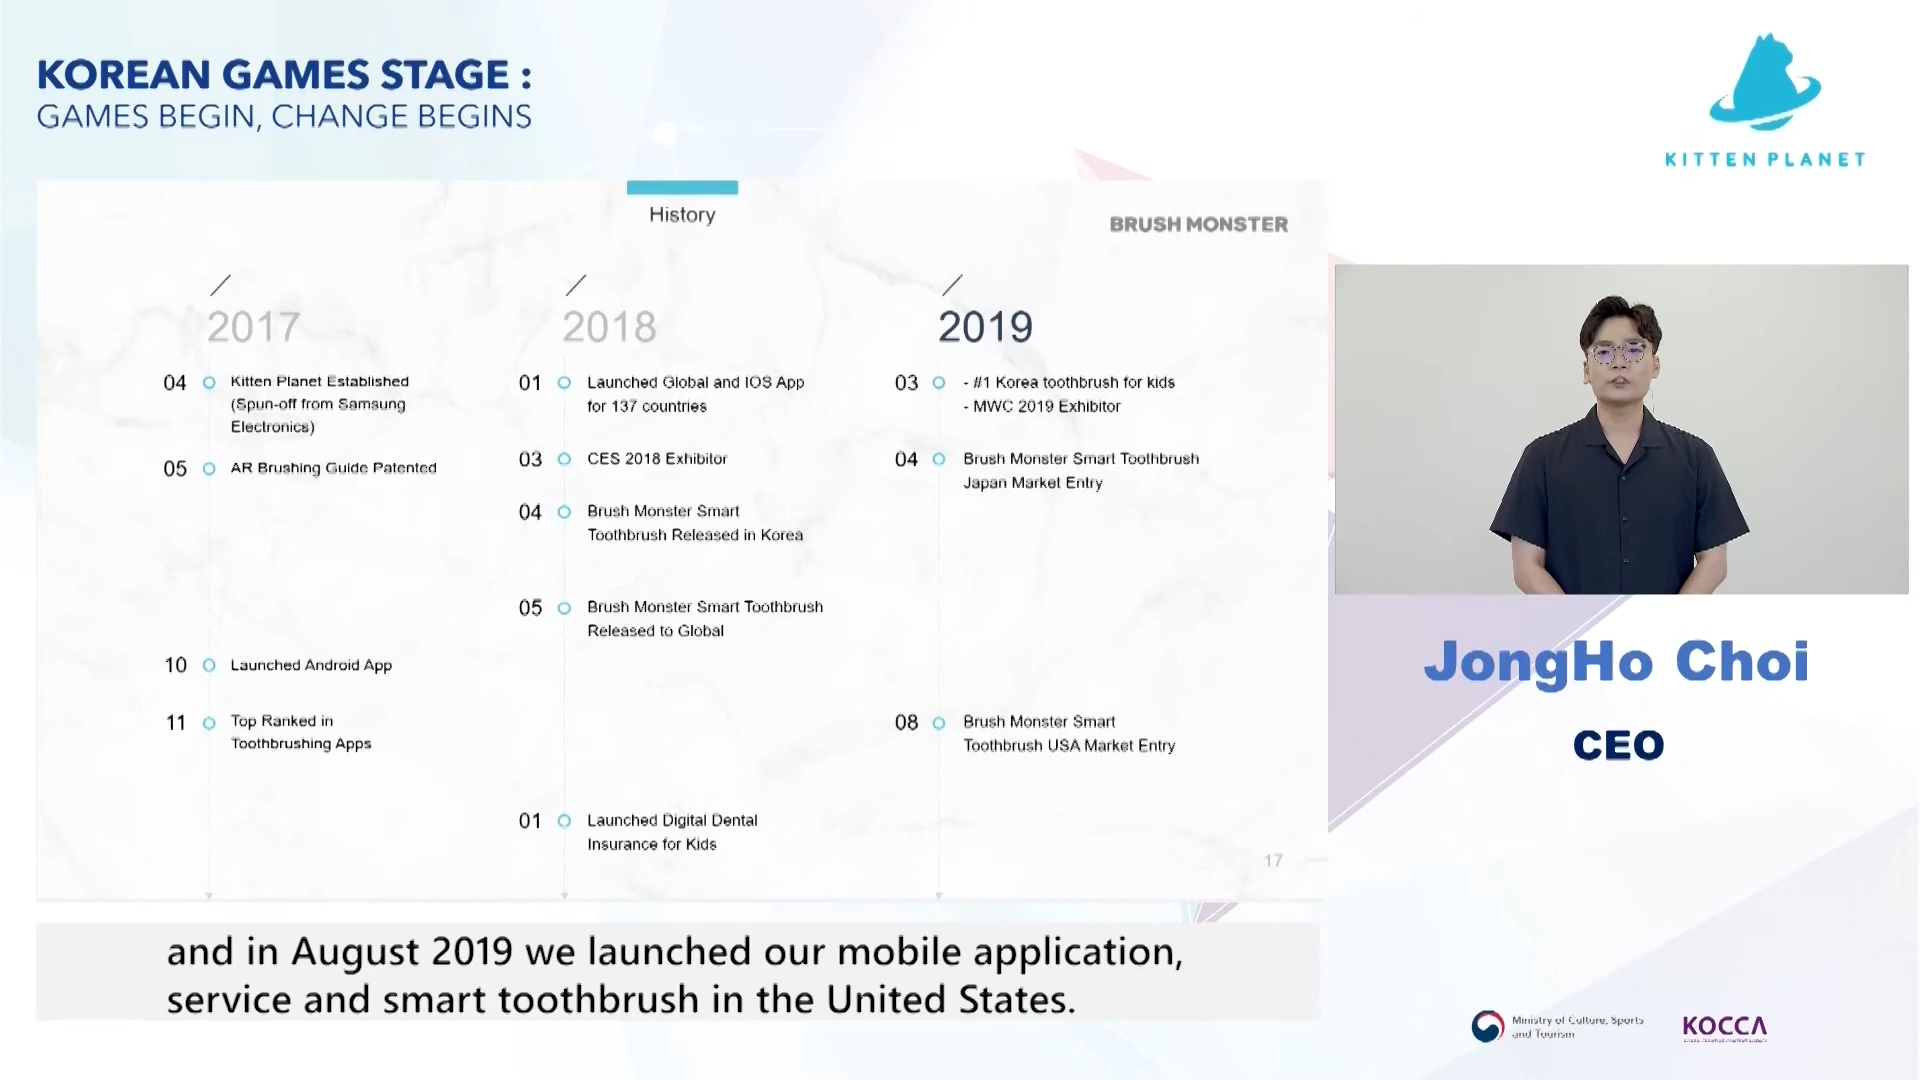 KOREAN GAMES STAGE :
GAMES BEGIN, CHANGE BEGINS
KITTEN PLANET
History
BRUSH MONSTER
2017
04
Kitten Planet Established
(Spun-off from Samsung
Electronics)
05
AR Brushing Guide Patented
10
Launched Android App
11
Top Ranked in
Toothbrushing Apps
2018
01
Launched Global and IOS App
for 137 countries
03
CES 2018 Exhibitor
04
Brush Monster Smart
Toothbrush Released in Korea
05
Brush Monster Smart Toothbrush
Released to Global
01
Launched Digital Dental
Insurance for Kids
2019
03
- #1 Korea toothbrush for kids
- MWC 2019 Exhibitor
04
Brush Monster Smart Toothbrush
Japan Market Entry
08
Brush Monster Smart
Toothbrush USA Market Entry
17
JongHo Choi
CEO
and in August 2019 we launched our mobile application,
service and smart toothbrush in the United States.
Ministry of Culture, Sports
and Tourism
KOCCA